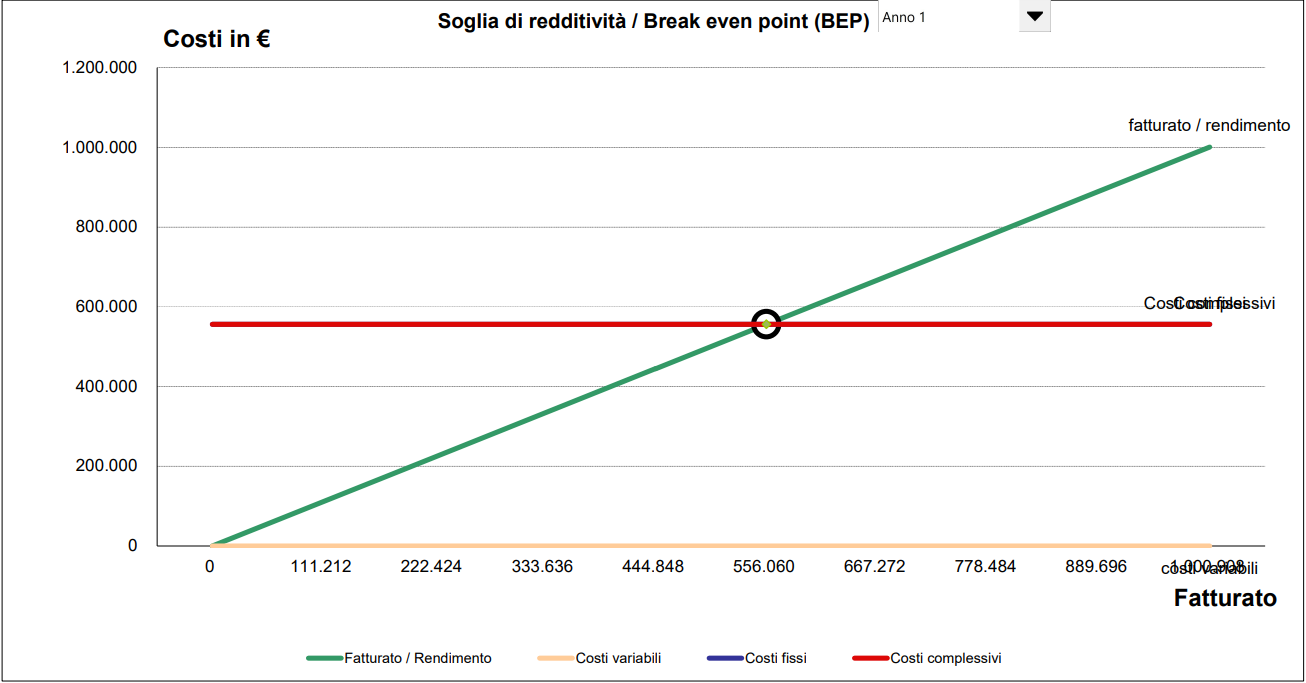 Soglia di redditività / Break even point (BEP)
Anno 1
Costi in €
1.200.000
fatturato / rendimento
1.000.000
800.000
600.000
Costi complessivi
Costi fissi
400.000
200.000
0
0 111.212 222.424 333.636 444.848 556.060 667.272 778.484 889.696 1.000.908
costi variabili
Fatturato
Fatturato / Rendimento Costi variabili Costi fissi Costi complessivi